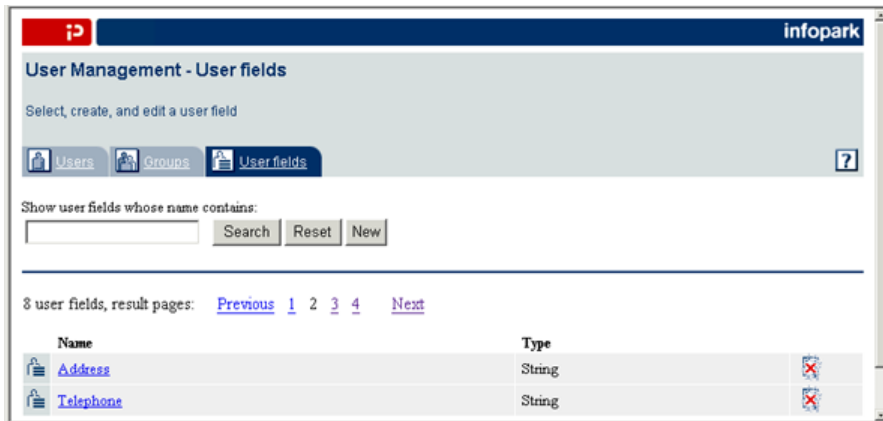 iP infopark
User Management - User fields
Select, create, and edit a user field
Users Groups User fields ?
Show user fields whose name contains:
Search Reset New
8 user fields, result pages: Previous 1 2 3 4 Next
Name Type
Address String
Telephone String